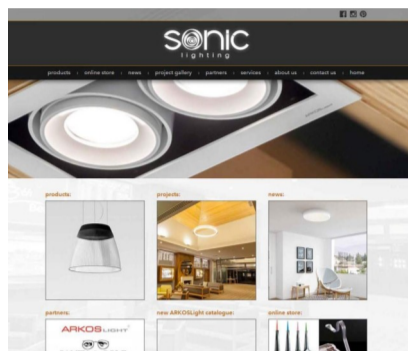 sonic
lighting
products
online store
news
project gallery
partners
services
about us
contact us
home
products:
projects:
news:
partners:
new ARKOSLight catalogue:
online store:
ARKOSLIGHT